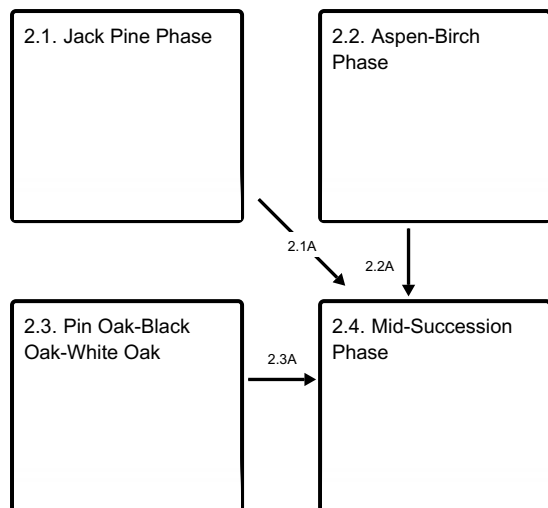 2.1. Jack Pine Phase
2.2. Aspen-Birch
Phase
2.1A
2.2A
2.3. Pin Oak-Black
Oak-White Oak
2.3A
2.4. Mid-Succession
Phase